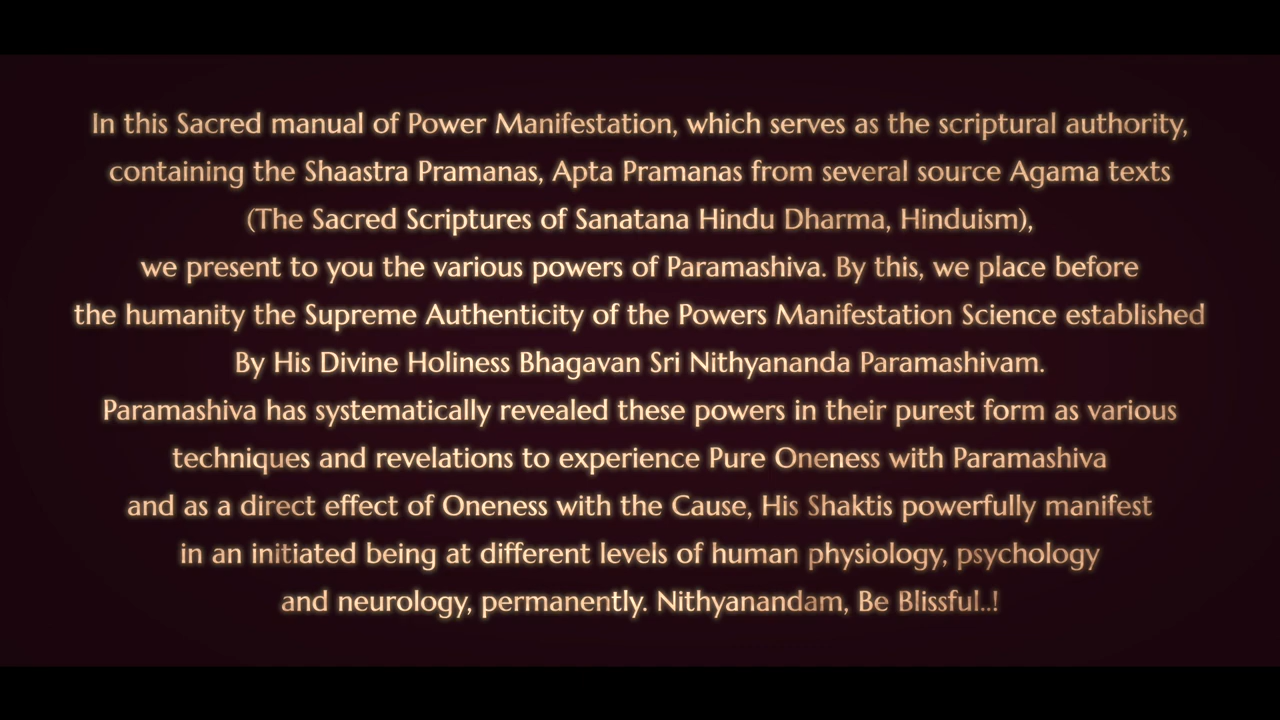 In this Sacred manual of Power Manifestation, which serves as the scriptural authority,
containing the Shaastra Pramanas, Apta Pramanas from several source Agama texts
(The Sacred Scriptures of Sanatana Hindu Dharma, Hinduism),
we present to you the various powers of Paramashiva. By this, we place before
the humanity the Supreme Authenticity of the Powers Manifestation Science established
By His Divine Holiness Bhagavan Sri Nithyananda Paramashivam.
Paramashiva has systematically revealed these powers in their purest form as various
techniques and revelations to experience Pure Oneness with Paramashiva
and as a direct effect of Oneness with the Cause, His Shaktis powerfully manifest
in an initiated being at different levels of human physiology, psychology
and neurology, permanently. Nithyanandam, Be Blissful..!